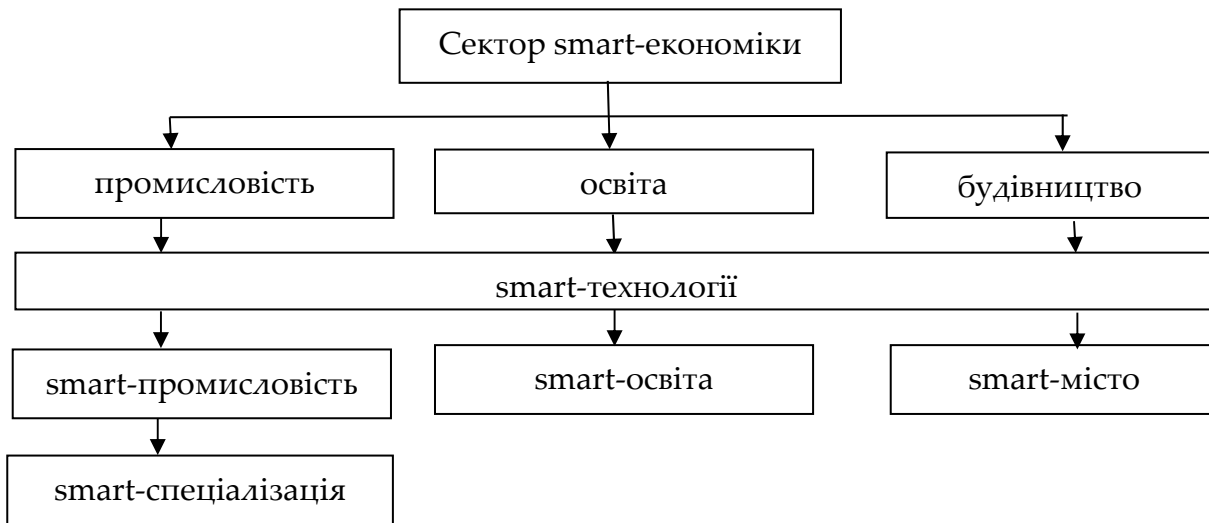 Сектор smart-економіки
промисловість
освіта
будівництво
smart-технології
smart-промисловість
smart-освіта
smart-місто
smart-спеціалізація